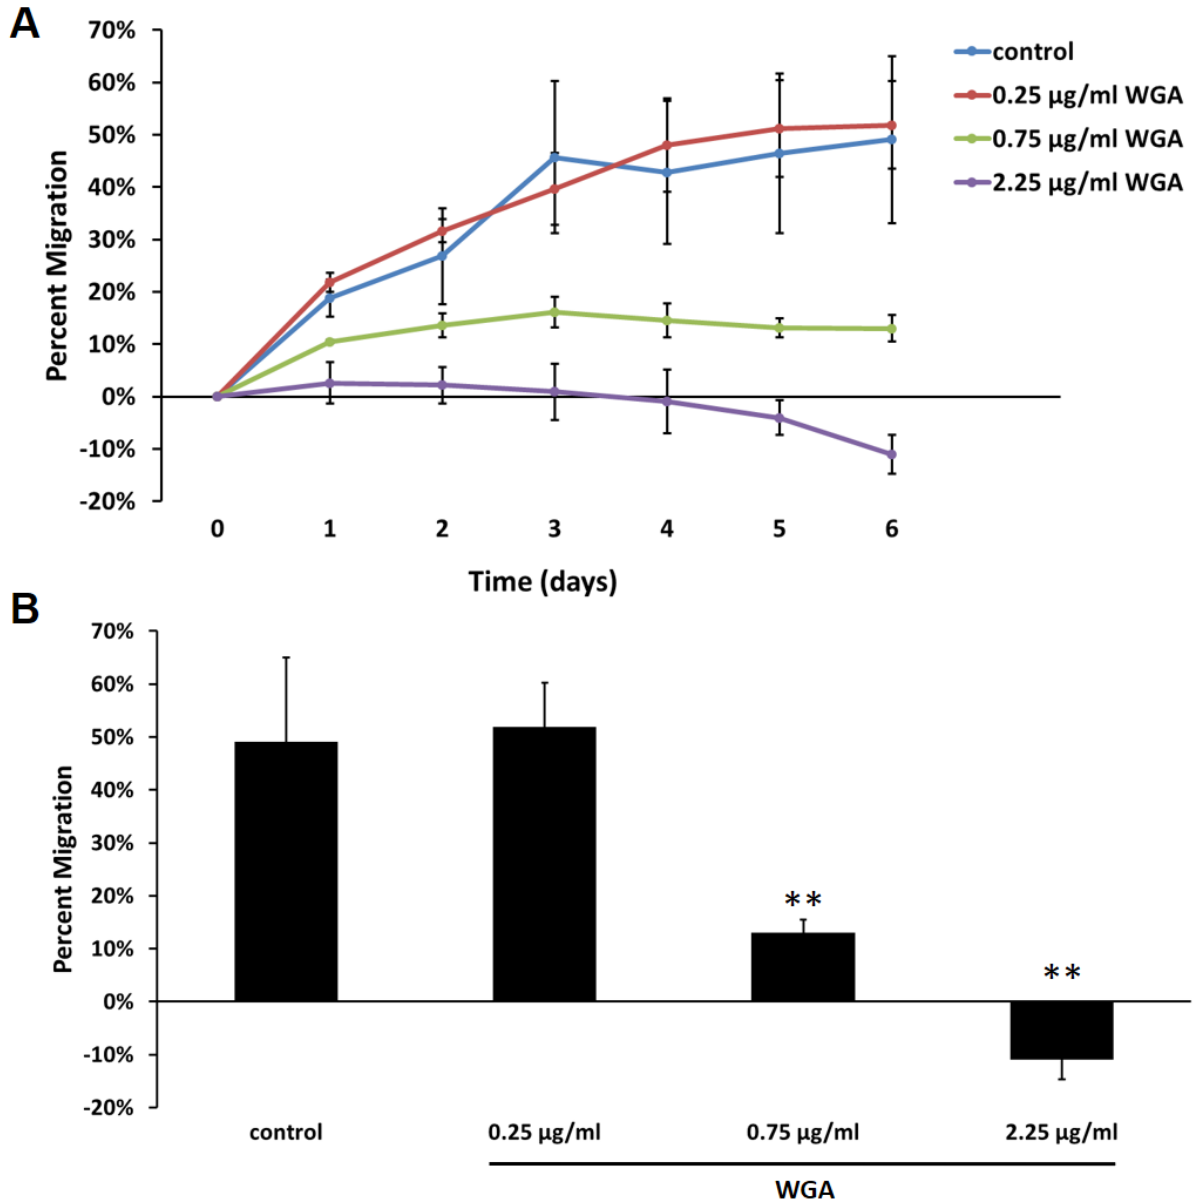 A
70%
60%
50%
40%
30%
20%
10%
0%
-10%
-20%
Percent Migration
0 1 2 3 4 5 6
Time (days)
control
0.25 µg/ml WGA
0.75 µg/ml WGA
2.25 µg/ml WGA
B
70%
60%
50%
40%
30%
20%
10%
0%
-10%
-20%
Percent Migration
**
**
control 0.25 µg/ml 0.75 µg/ml 2.25 µg/ml
WGA